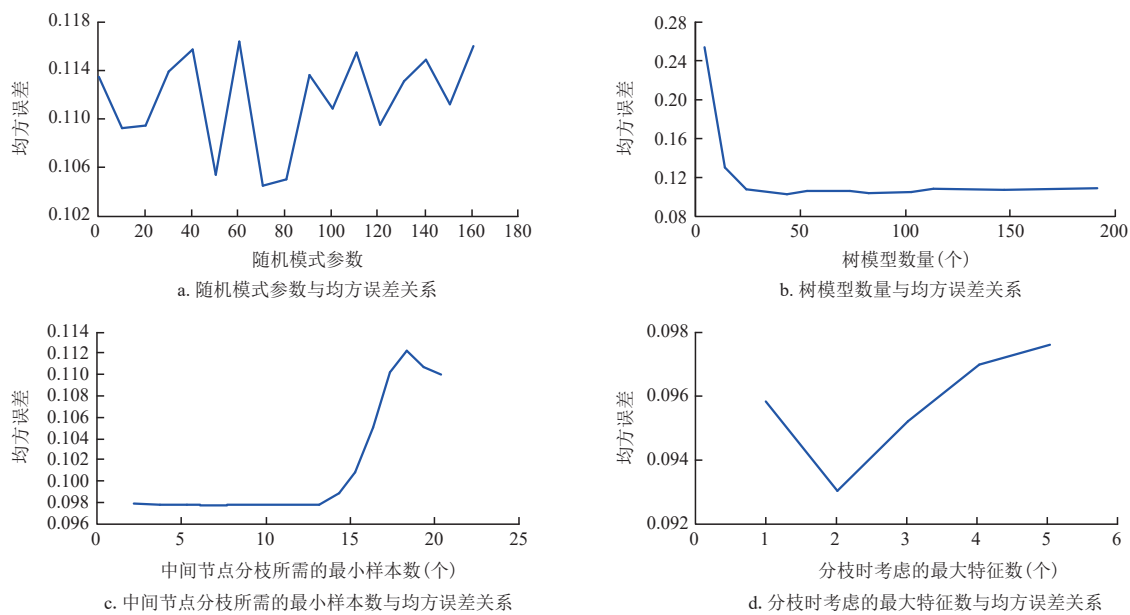 0.118
0.114
0.110
0.106
0.102
均方误差
0 20 40 60 80 100 120 140 160 180
随机模式参数
a. 随机模式参数与均方误差关系
0.28
0.24
0.20
0.16
0.12
0.08
均方误差
0 50 100 150 200
树模型数量(个)
b. 树模型数量与均方误差关系
0.114
0.112
0.110
0.108
0.106
0.104
0.102
0.100
0.098
0.096
均方误差
0 5 10 15 20 25
中间节点分枝所需的最小样本数(个)
c. 中间节点分枝所需的最小样本数与均方误差关系
0.098
0.096
0.094
0.092
均方误差
0 1 2 3 4 5 6
分枝时考虑的最大特征数(个)
d. 分枝时考虑的最大特征数与均方误差关系